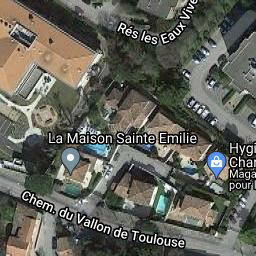 Rés les Eaux Vive
La Maison Sainte Emilie
Hygi
Char
Maga
pour l
Chem. du Vallon de Toulouse